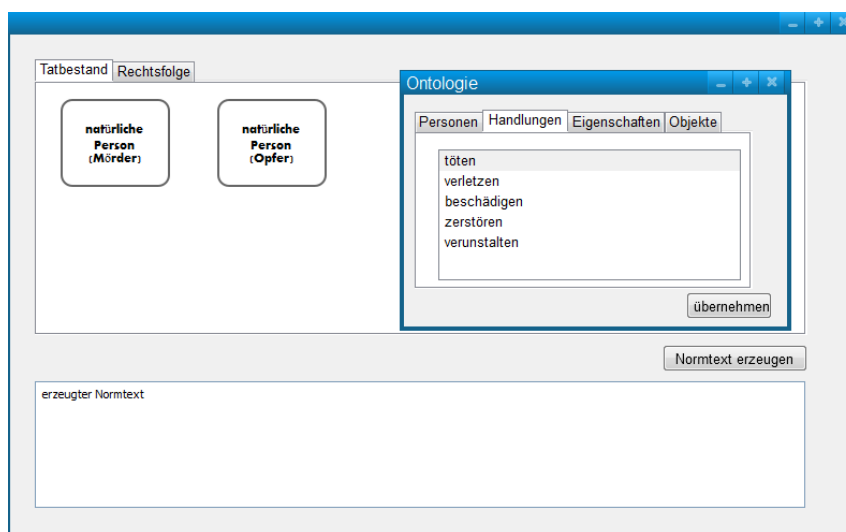 Tatbestand Rechtsfolge
natürliche
Person
(Mörder)
natürliche
Person
(Opfer)
Ontologie
Personen Handlungen Eigenschaften Objekte
töten
verletzen
beschädigen
zerstören
verunstalten
übernehmen
Normtext erzeugen
erzeugter Normtext